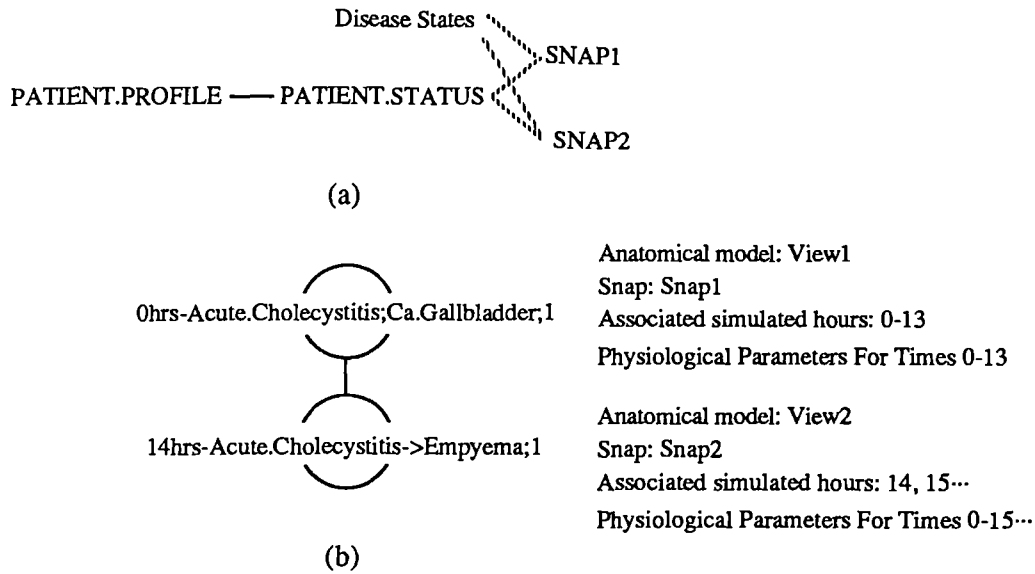 Disease States
SNAP1
PATIENT.PROFILE — PATIENT.STATUS
SNAP2
(a)
Anatomical model: View1
Snap: Snap1
0hrs-Acute.Cholecystitis;Ca.Gallbladder;1
Associated simulated hours: 0-13
Physiological Parameters For Times 0-13
Anatomical model: View2
14hrs-Acute.Cholecystitis->Empyema;1
Snap: Snap2
Associated simulated hours: 14, 15···
Physiological Parameters For Times 0-15···
(b)